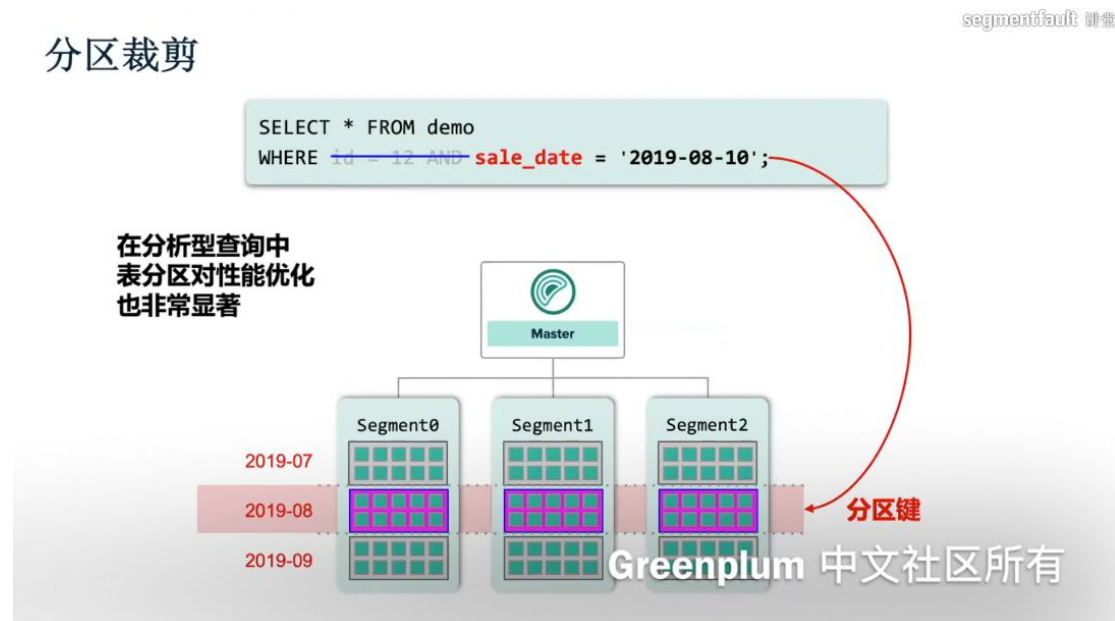 segmentfault 讲堂
分区裁剪
SELECT * FROM demo
WHERE id = 12 AND sale_date = '2019-08-10';
在分析型查询中
表分区对性能优化
也非常显著
Master
Segment0
Segment1
Segment2
2019-07
2019-08
分区键
2019-09
Greenplum 中文社区所有